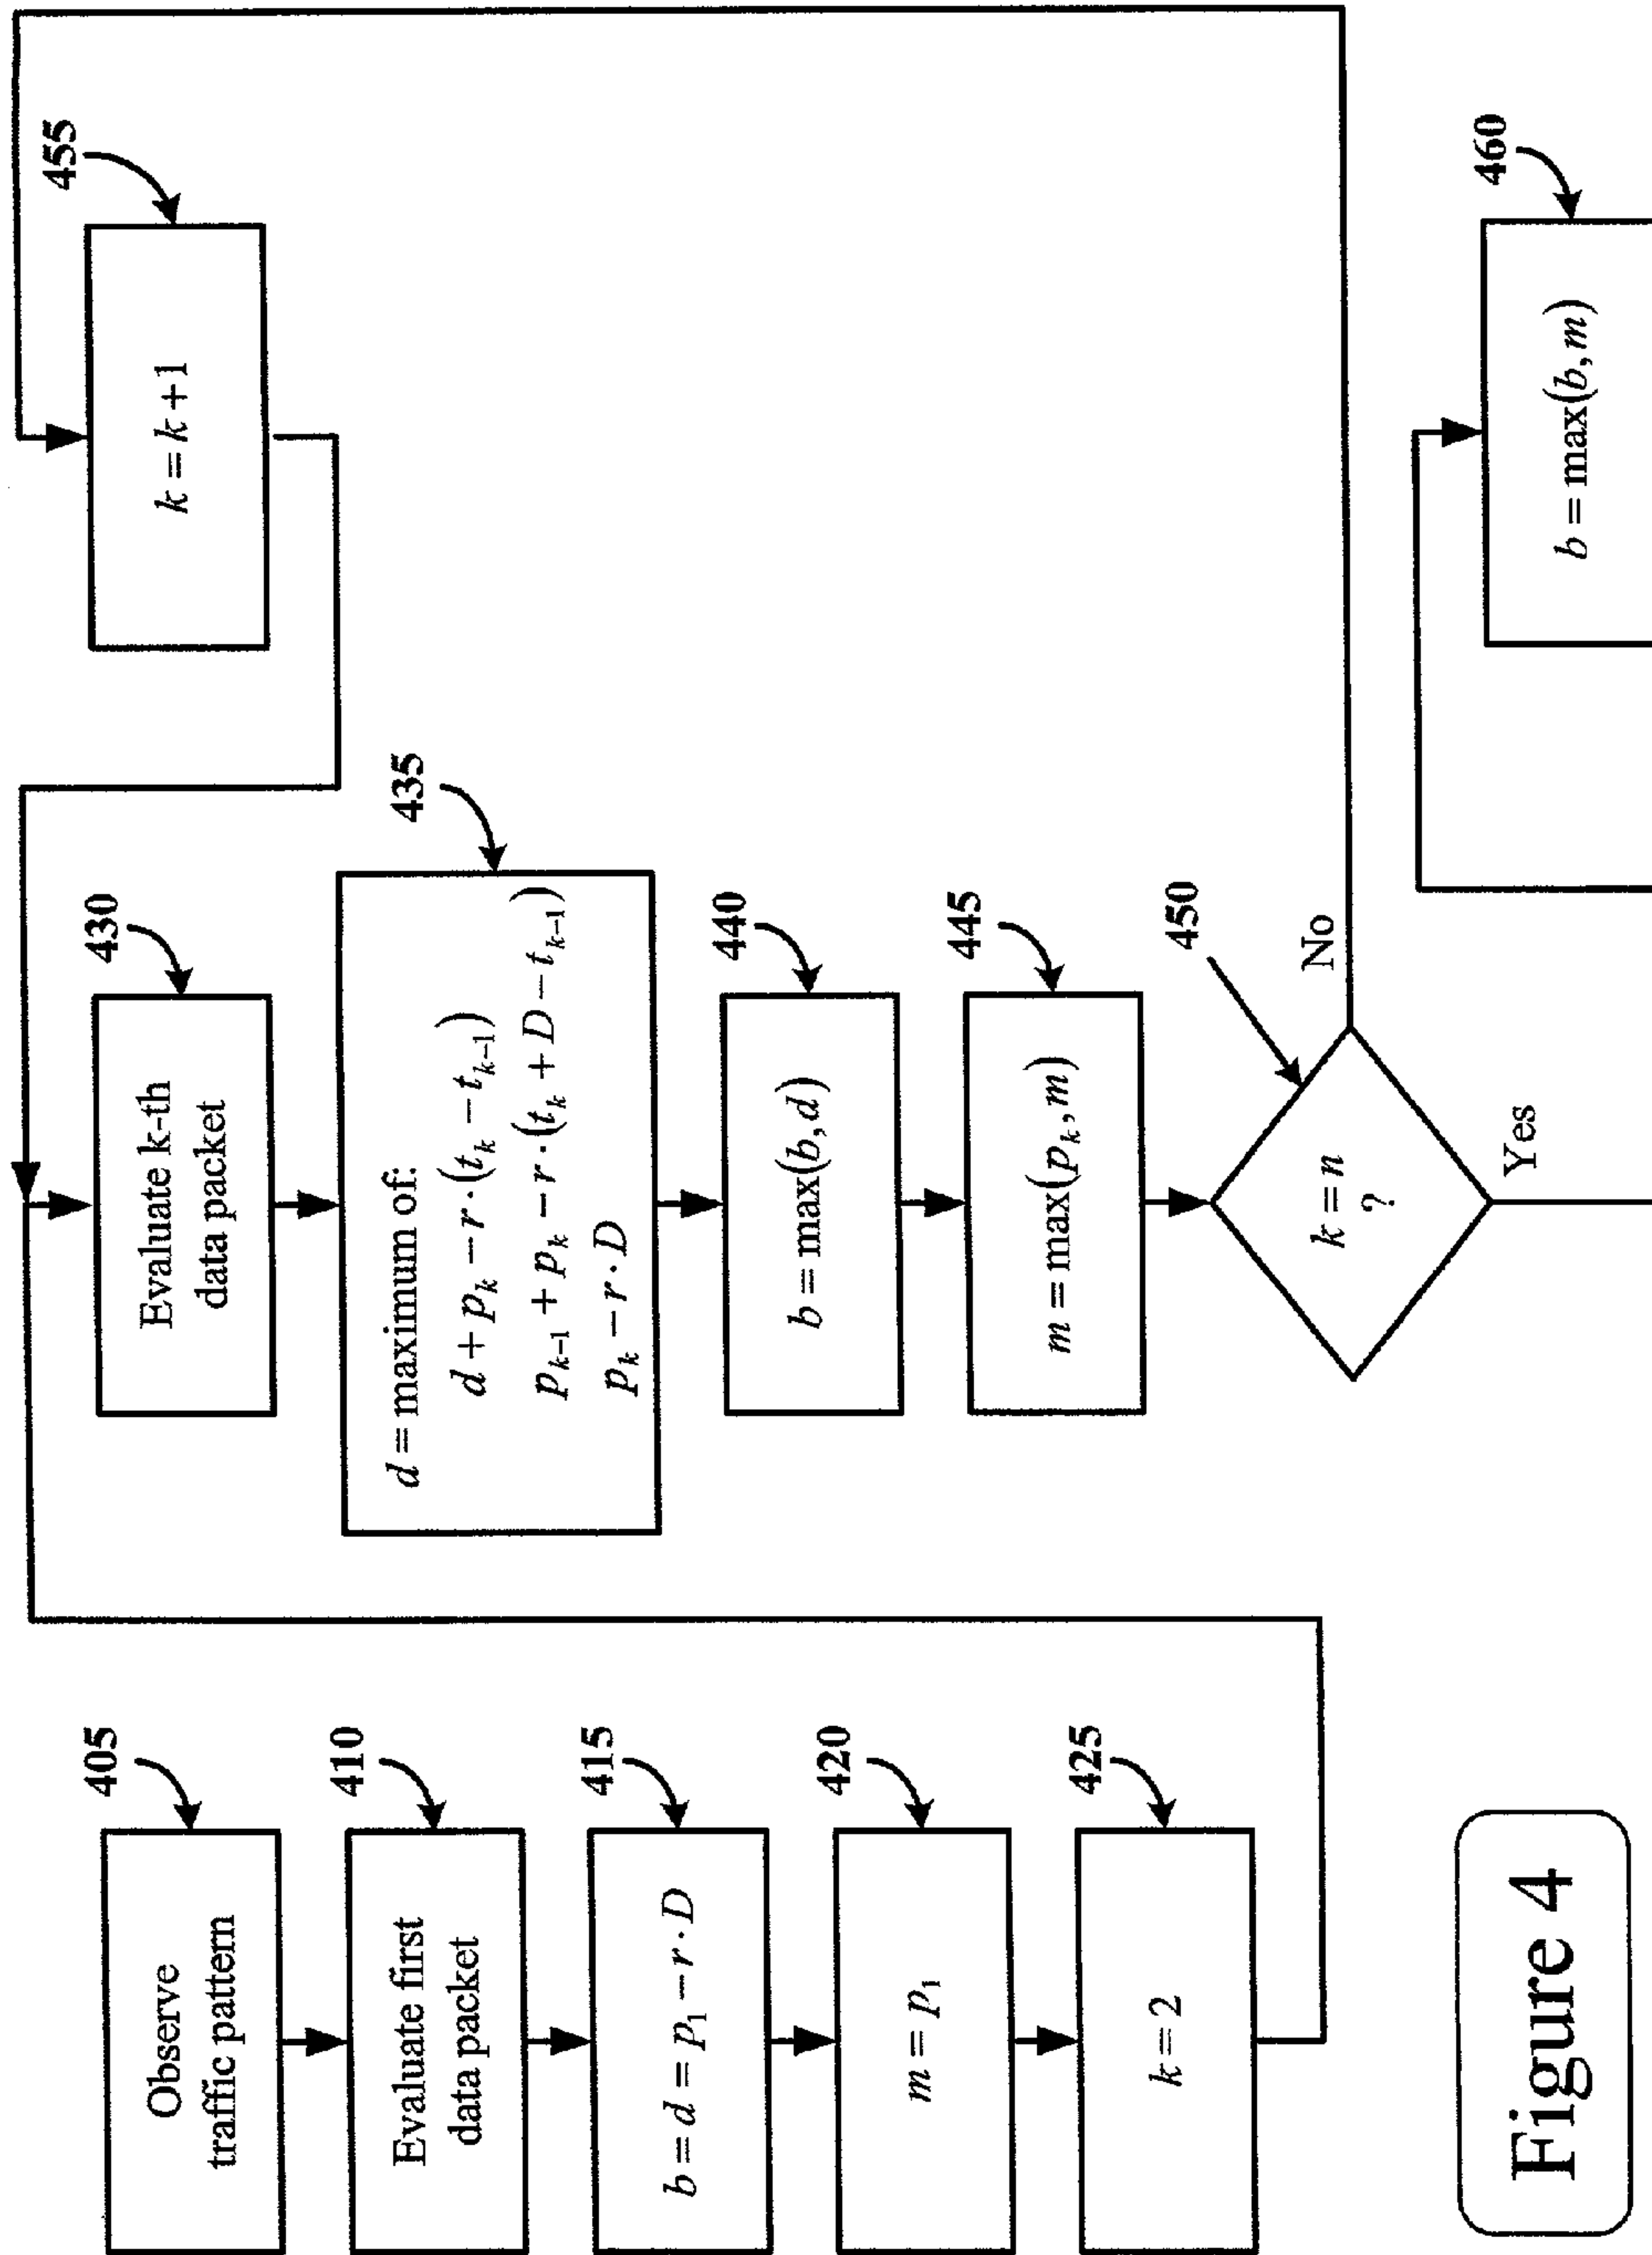 405
Observe
traffic pattern
410
Evaluate first
data packet
415
b = d = p₁ − r · D
420
m = p₁
425
k = 2
430
Evaluate k-th
data packet
435
d = maximum of:
d + pₖ − r · (tₖ − tₖ₋₁)
pₖ₋₁ + pₖ − r · (tₖ + D − tₖ₋₁)
pₖ − r · D
440
b = max(b, d)
445
m = max(pₖ, m)
450
k = n
?
No
Yes
455
k = k + 1
460
b = max(b, m)
Figure 4